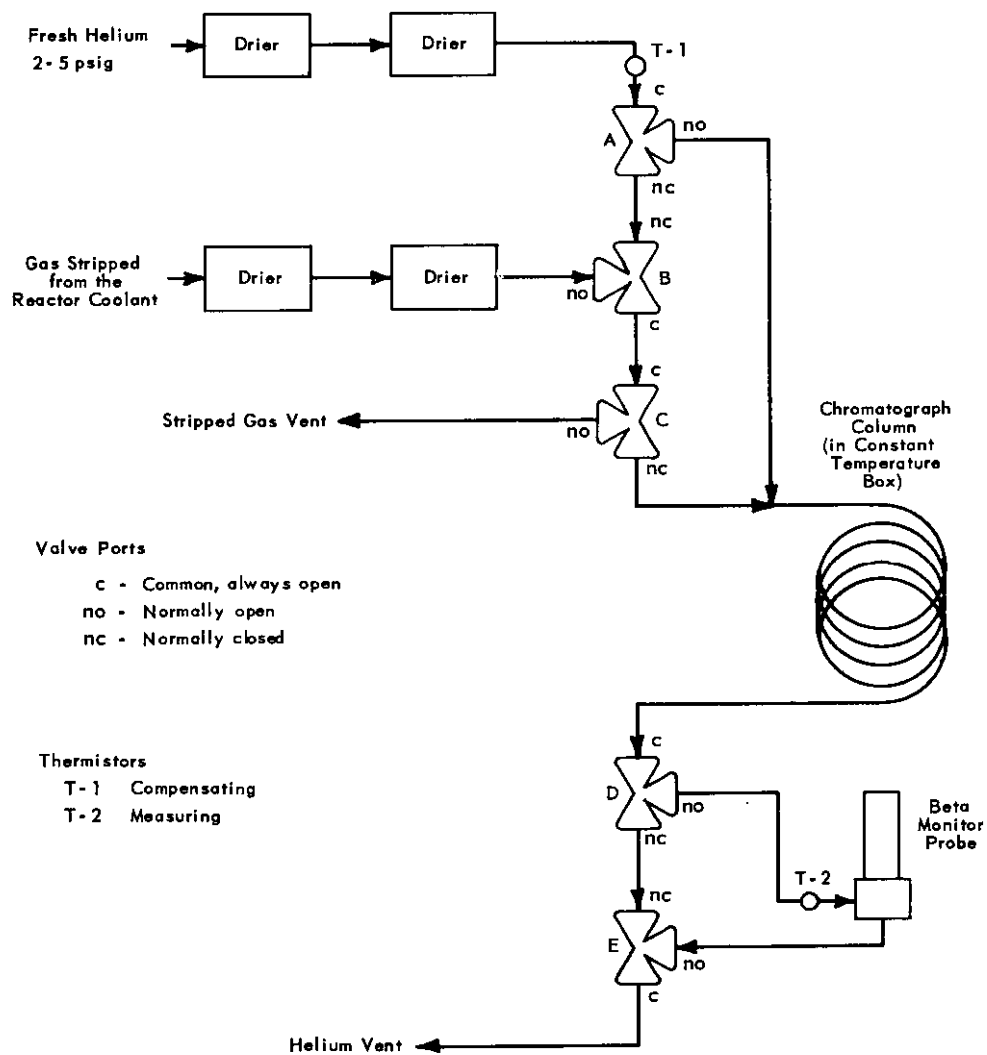 Fresh Helium
2-5 psig
Drier
Drier
T-1
c
A
no
nc
nc
Gas Stripped
from the
Reactor Coolant
Drier
Drier
no
B
c
c
Stripped Gas Vent
no
C
nc
Chromatograph
Column
(in Constant
Temperature
Box)
Valve Ports
c - Common, always open
no - Normally open
nc - Normally closed
Thermistors
T-1 Compensating
T-2 Measuring
c
D
no
nc
T-2
Beta
Monitor
Probe
nc
E
no
c
Helium Vent